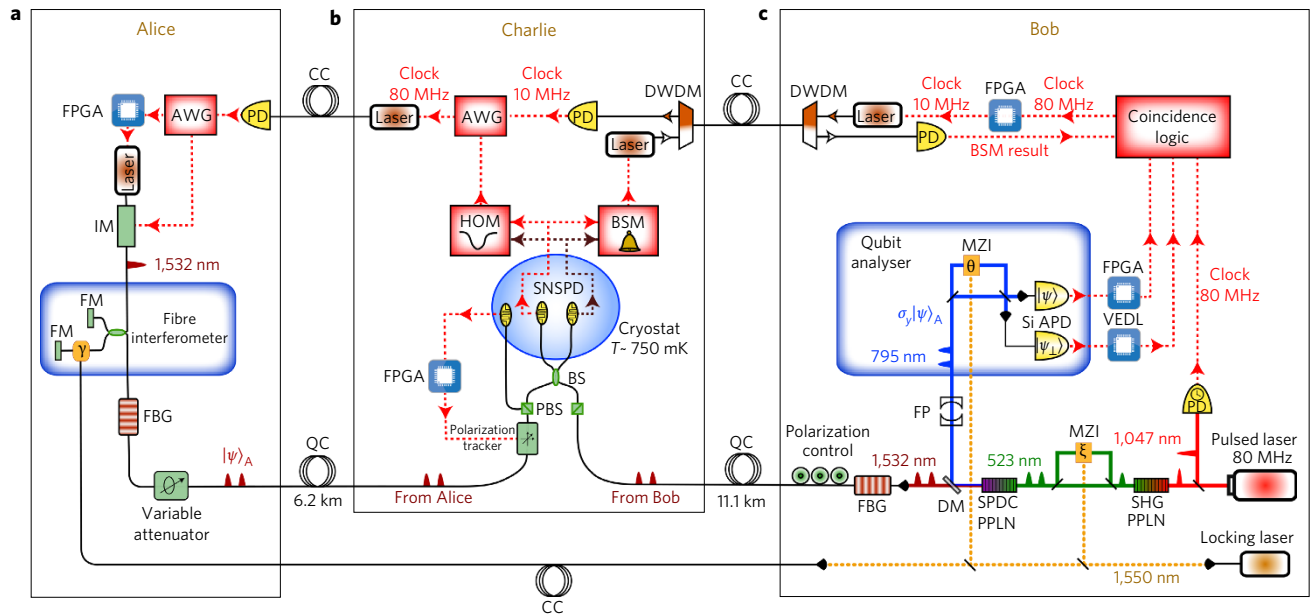 a
Alice
FPGA
AWG
PD
CC
Laser
IM
1,532 nm
FM
FM
γ
Fibre
interferometer
FBG
|ψ⟩A
Variable
attenuator
QC
6.2 km
b
Charlie
Clock
80 MHz
Clock
10 MHz
Laser
AWG
PD
DWDM
Laser
HOM
BSM
SNSPD
Cryostat
T~ 750 mK
FPGA
BS
PBS
Polarization
tracker
From Alice
From Bob
CC
QC
11.1 km
CC
c
Bob
DWDM
Laser
Clock
10 MHz
FPGA
Clock
80 MHz
PD
BSM result
Coincidence
logic
Qubit
analyser
MZI
θ
σy|ψ⟩A
|ψ⟩
Si APD
|ψ⊥⟩
FPGA
VEDL
Clock
80 MHz
795 nm
FP
PD
Polarization
control
1,532 nm
FBG
DM
523 nm
SPDC
PPLN
MZI
ξ
SHG
PPLN
1,047 nm
Pulsed laser
80 MHz
Locking laser
1,550 nm